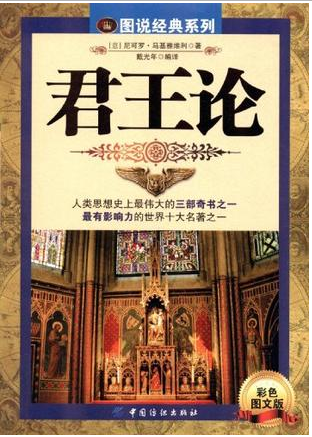 图说经典系列
[意]尼可罗·马基雅维利 著
戴光年 编译
君王论
人类思想史上最伟大的三部奇书之一
最有影响力的世界十大名著之一
彩色
图文版
中国纺织出版社